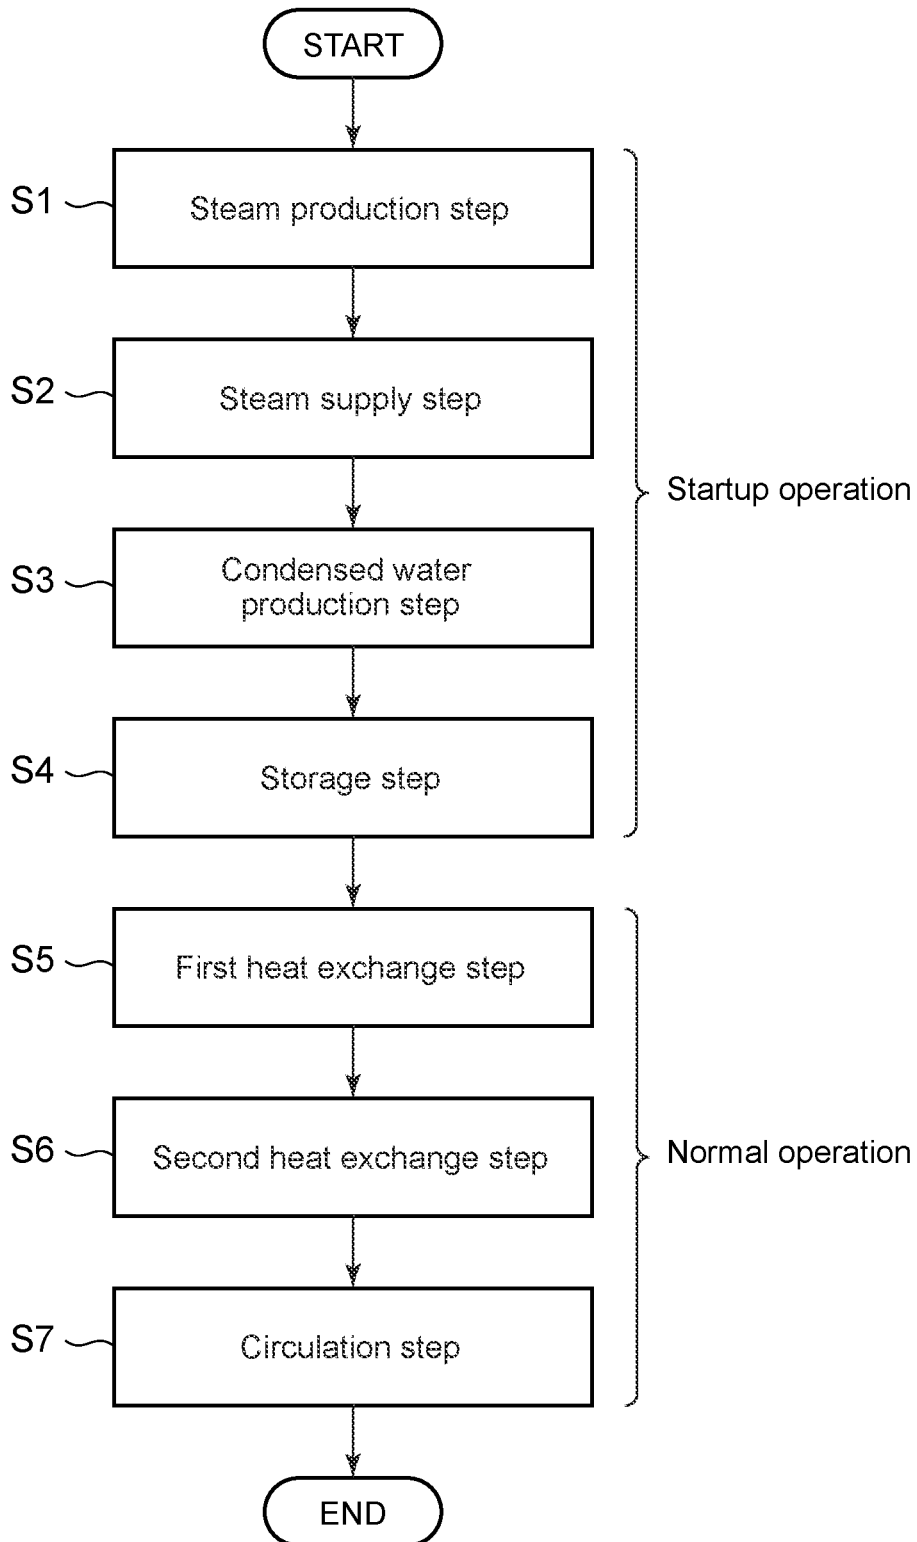 START
S1
Steam production step
S2
Steam supply step
Startup operation
S3
Condensed water
production step
S4
Storage step
S5
First heat exchange step
S6
Second heat exchange step
Normal operation
S7
Circulation step
END